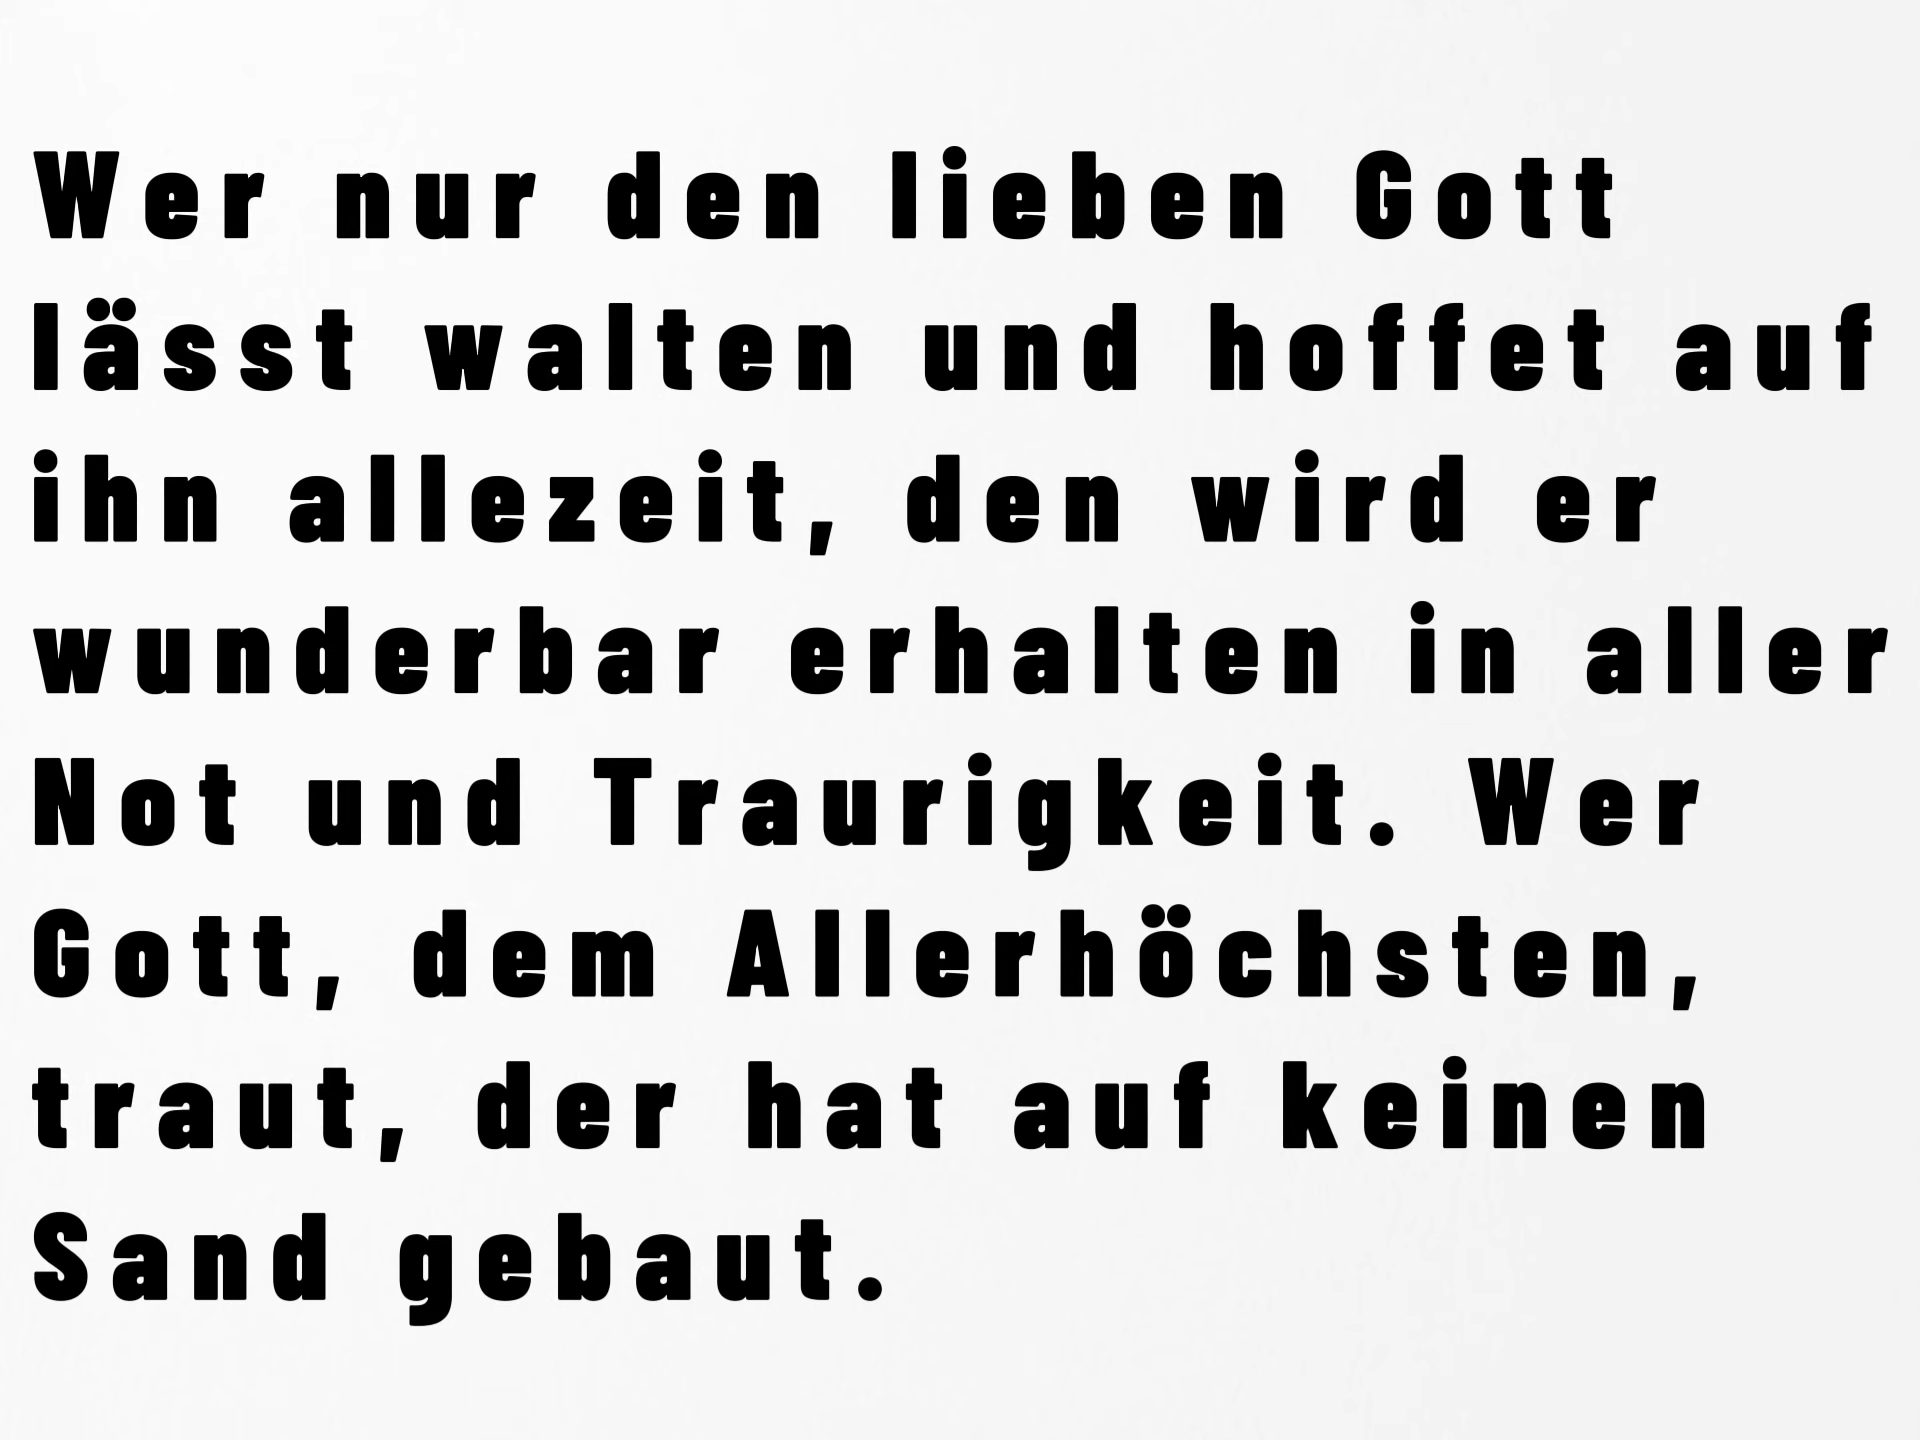 Wer nur den lieben Gott
lässt walten und hoffet auf
ihn allezeit, den wird er
wunderbar erhalten in aller
Not und Traurigkeit. Wer
Gott, dem Allerhöchsten,
traut, der hat auf keinen
Sand gebaut.